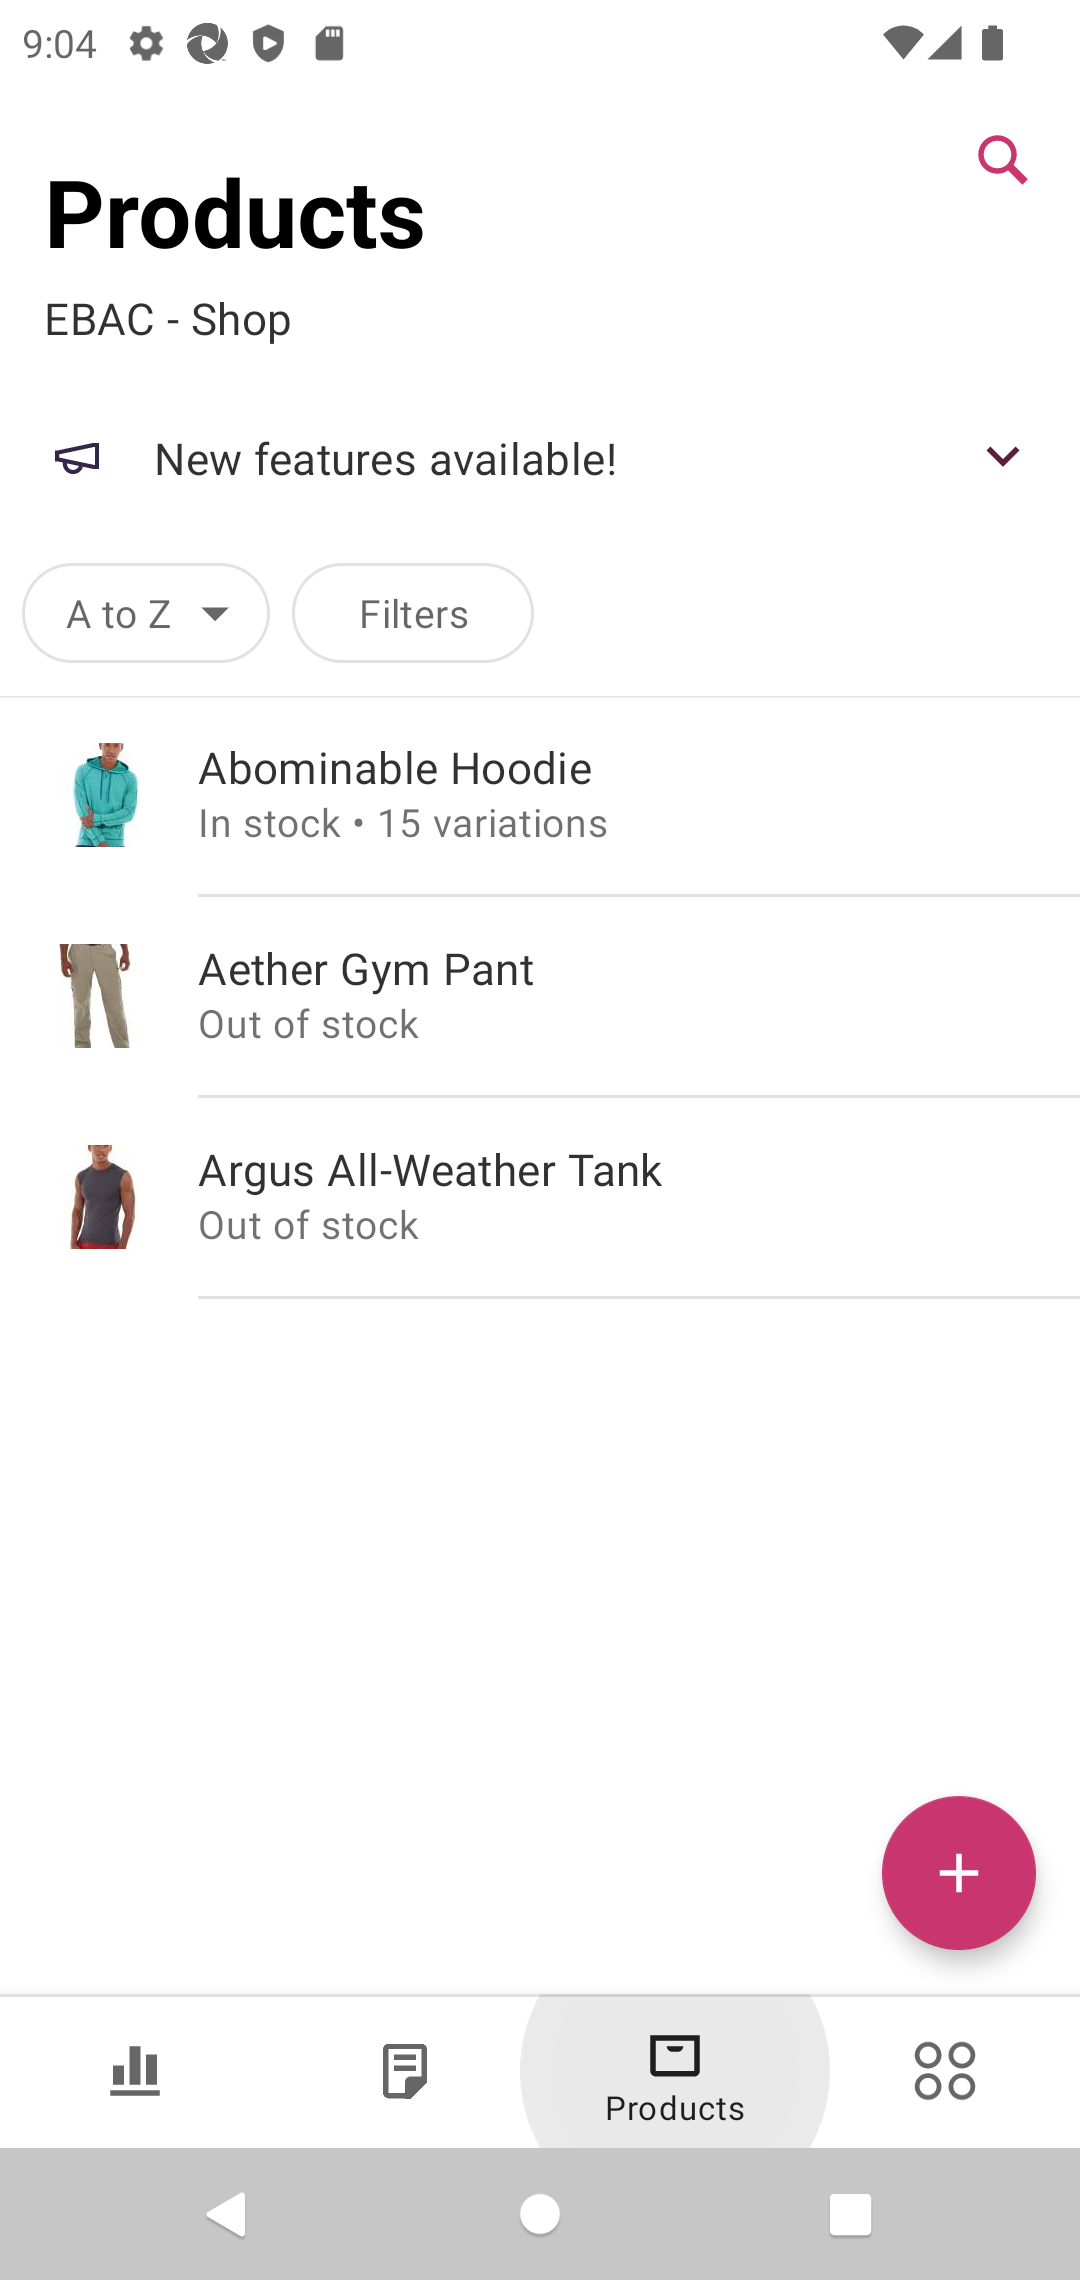 9:04
Products
EBAC - Shop
New features available!
A to Z
Filters
Abominable Hoodie
In stock • 15 variations
Aether Gym Pant
Out of stock
Argus All-Weather Tank
Out of stock
Products